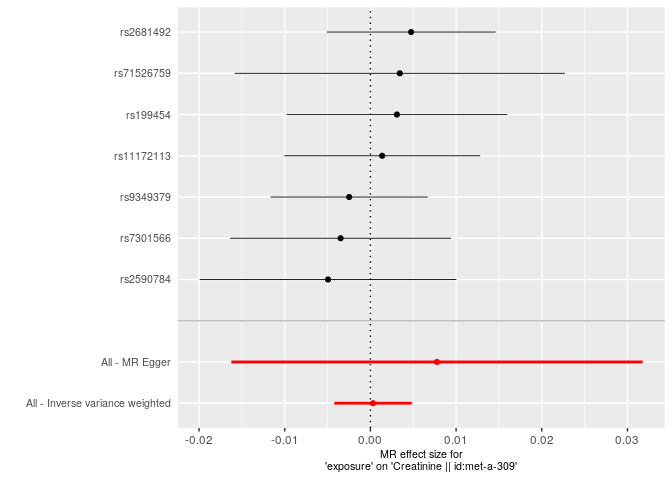 rs2681492
rs71526759
rs199454
rs11172113
rs9349379
rs7301566
rs2590784
All - MR Egger
All - Inverse variance weighted
-0.02 -0.01 0.00 0.01 0.02 0.03
MR effect size for
'exposure' on 'Creatinine || id:met-a-309'